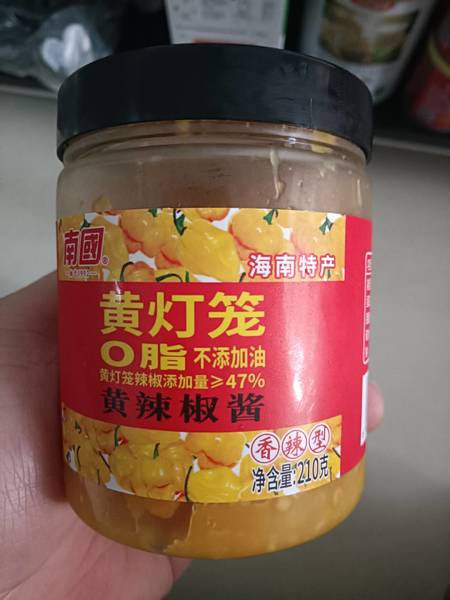 南國®
海南特产
黄灯笼
0脂 不添加油
黄灯笼辣椒添加量≥47%
黄辣椒酱
香辣型
净含量:210克